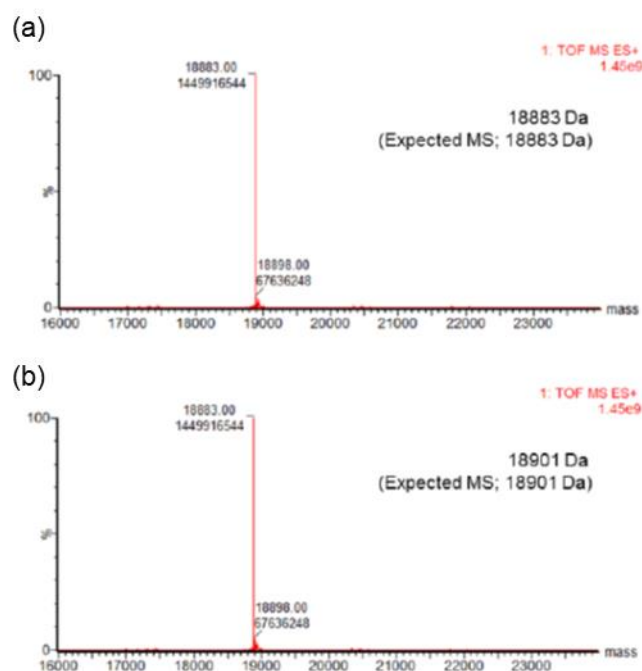 (a)
1: TOF MS ES+
1.45e9
100
18883.00
1449916544
18883 Da
(Expected MS; 18883 Da)
%
18898.00
67636248
0
16000 17000 18000 19000 20000 21000 22000 23000 mass
(b)
1: TOF MS ES+
1.45e9
100
18883.00
1449916544
18901 Da
(Expected MS; 18901 Da)
%
18898.00
67636248
0
16000 17000 18000 19000 20000 21000 22000 23000 mass